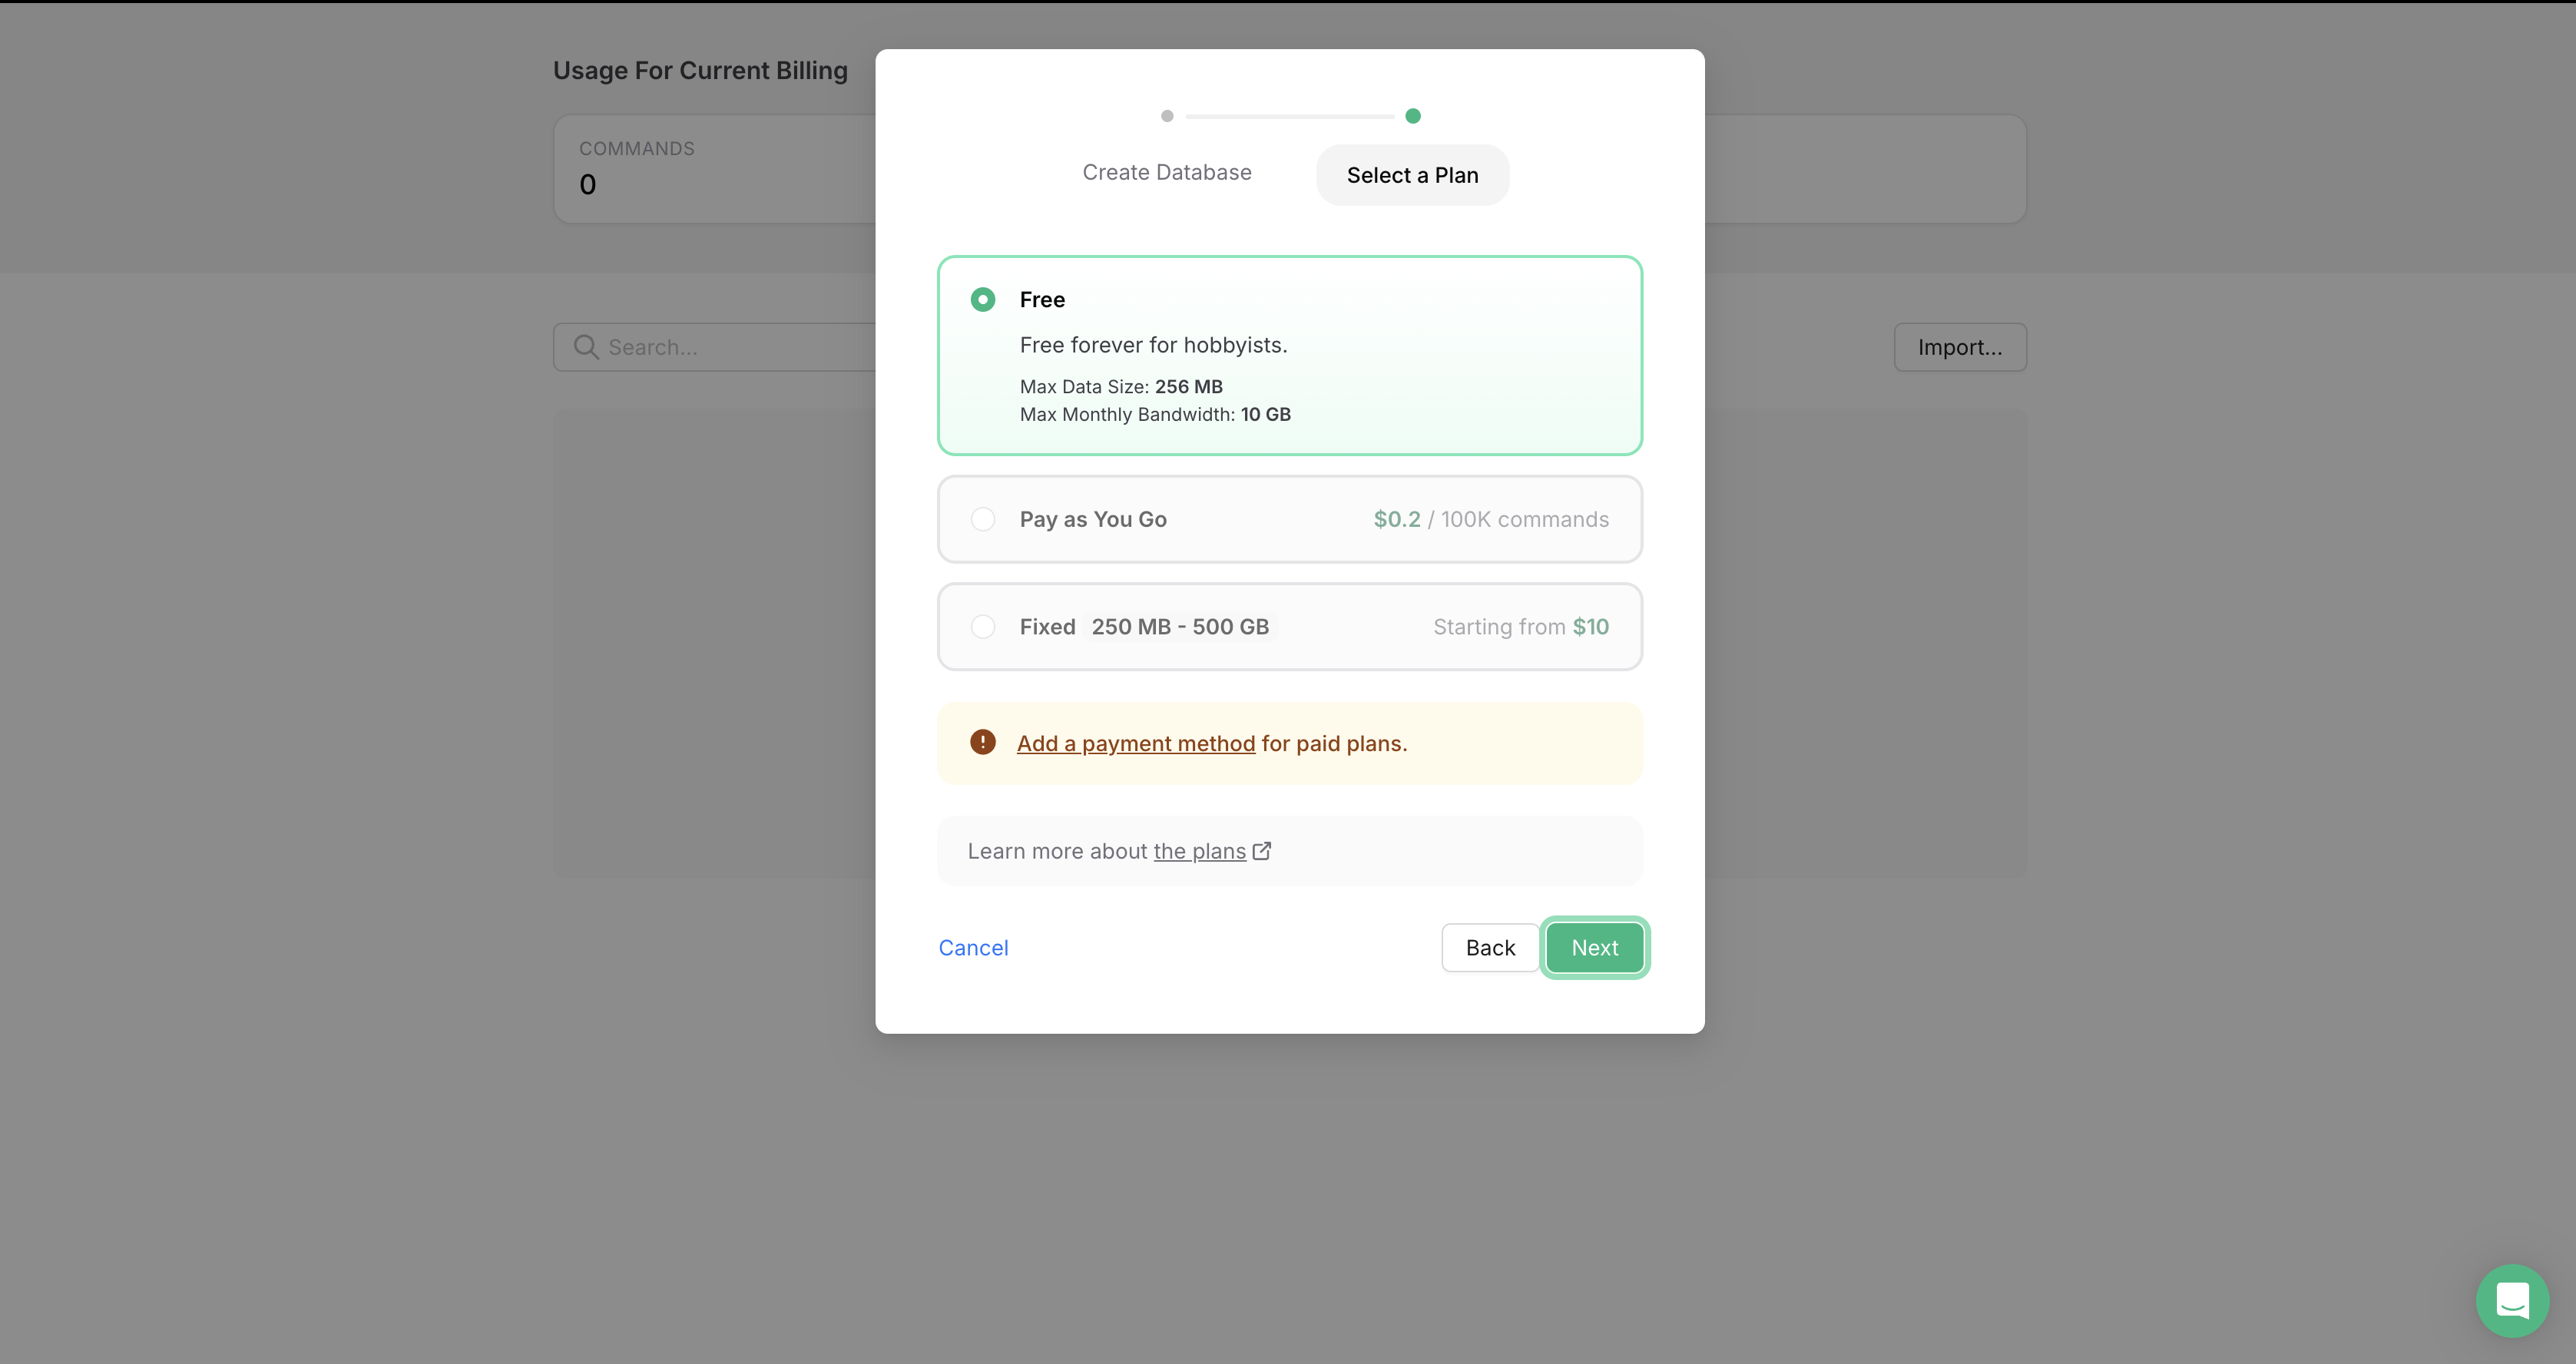 Usage For Current Billing
COMMANDS
0
Search...
Import...
Create Database
Select a Plan
Free
Free forever for hobbyists.
Max Data Size: 256 MB
Max Monthly Bandwidth: 10 GB
Pay as You Go
$0.2 / 100K commands
Fixed 250 MB - 500 GB
Starting from $10
Add a payment method for paid plans.
Learn more about the plans
Cancel
Back
Next